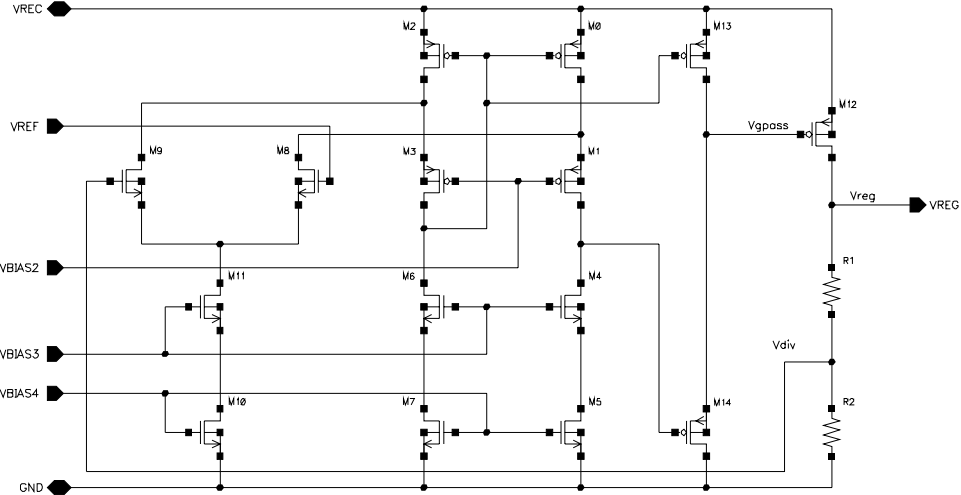 VREC
M2
M0
M13
M12
VREF
Vgpass
M9
M8
M3
M1
Vreg
VREG
VBIAS2
M11
M6
M4
R1
VBIAS3
Vdiv
VBIAS4
M10
M7
M5
M14
R2
GND